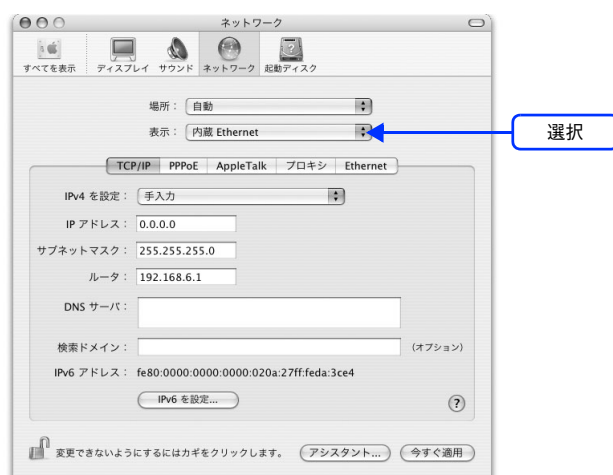 ネットワーク
すべてを表示 ディスプレイ サウンド ネットワーク 起動ディスク
場所： 自動
表示： 内蔵 Ethernet
選択
TCP/IP PPPoE AppleTalk プロキシ Ethernet
IPv4 を設定： 手入力
IP アドレス： 0.0.0.0
サブネットマスク： 255.255.255.0
ルータ： 192.168.6.1
DNS サーバ：
検索ドメイン： (オプション)
IPv6 アドレス： fe80:0000:0000:0000:020a:27ff:feda:3ce4
IPv6 を設定... ?
変更できないようにするにはカギをクリックします。 アシスタント... 今すぐ適用